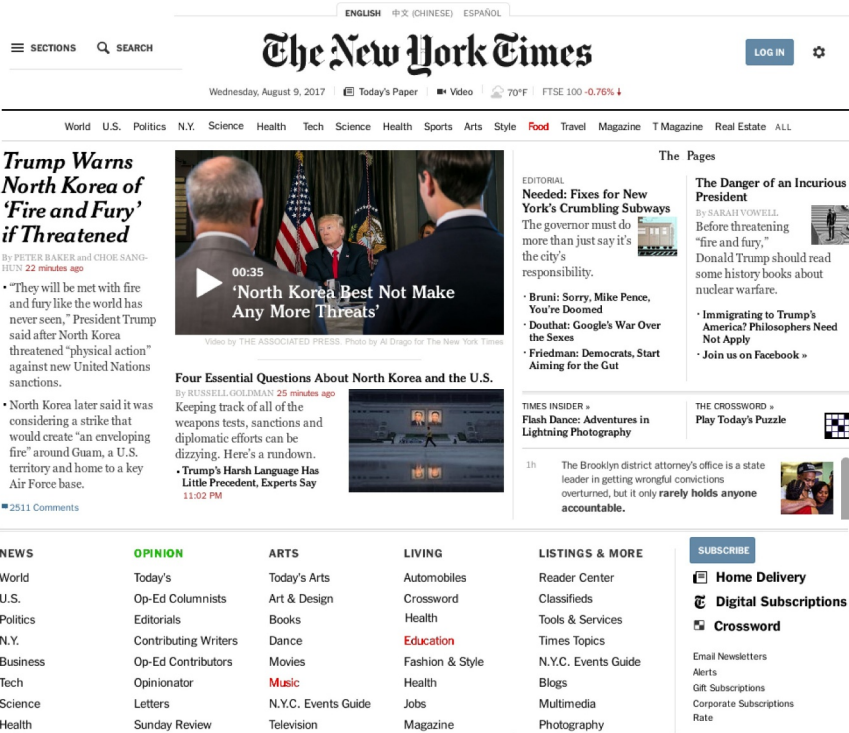 ENGLISH 中文 (CHINESE) ESPAÑOL
SECTIONS SEARCH
The New York Times
LOG IN
Wednesday, August 9, 2017 Today's Paper Video 70°F FTSE 100 -0.76%
World U.S. Politics N.Y. Science Health Tech Science Health Sports Arts Style Food Travel Magazine T Magazine Real Estate ALL
Trump Warns
North Korea of
‘Fire and Fury’
if Threatened
By PETER BAKER and CHOE SANG-
HUN 22 minutes ago
• “They will be met with fire
and fury like the world has
never seen,” President Trump
said after North Korea
threatened “physical action”
against new United Nations
sanctions.
• North Korea later said it was
considering a strike that
would create “an enveloping
fire” around Guam, a U.S.
territory and home to a key
Air Force base.
2511 Comments
00:35
‘North Korea Best Not Make
Any More Threats’
Video by THE ASSOCIATED PRESS. Photo by Al Drago for The New York Times
Four Essential Questions About North Korea and the U.S.
By RUSSELL GOLDMAN 25 minutes ago
Keeping track of all of the
weapons tests, sanctions and
diplomatic efforts can be
dizzying. Here’s a rundown.
• Trump’s Harsh Language Has
Little Precedent, Experts Say
11:02 PM
The Pages
EDITORIAL
Needed: Fixes for New
York’s Crumbling Subways
The governor must do
more than just say it’s
the city’s
responsibility.
• Bruni: Sorry, Mike Pence,
You’re Doomed
• Douthat: Google’s War Over
the Sexes
• Friedman: Democrats, Start
Aiming for the Gut
The Danger of an Incurious
President
By SARAH VOWELL
Before threatening
“fire and fury,”
Donald Trump should read
some history books about
nuclear warfare.
• Immigrating to Trump’s
America? Philosophers Need
Not Apply
• Join us on Facebook »
TIMES INSIDER »
Flash Dance: Adventures in
Lightning Photography
THE CROSSWORD »
Play Today’s Puzzle
1h
The Brooklyn district attorney’s office is a state
leader in getting wrongful convictions
overturned, but it only rarely holds anyone
accountable.
NEWS
World
U.S.
Politics
N.Y.
Business
Tech
Science
Health
OPINION
Today's
Op-Ed Columnists
Editorials
Contributing Writers
Op-Ed Contributors
Opinionator
Letters
Sunday Review
ARTS
Today's Arts
Art & Design
Books
Dance
Movies
Music
N.Y.C. Events Guide
Television
LIVING
Automobiles
Crossword
Health
Education
Fashion & Style
Health
Jobs
Magazine
LISTINGS & MORE
Reader Center
Classifieds
Tools & Services
Times Topics
N.Y.C. Events Guide
Blogs
Multimedia
Photography
SUBSCRIBE
Home Delivery
Digital Subscriptions
Crossword
Email Newsletters
Alerts
Gift Subscriptions
Corporate Subscriptions
Rate